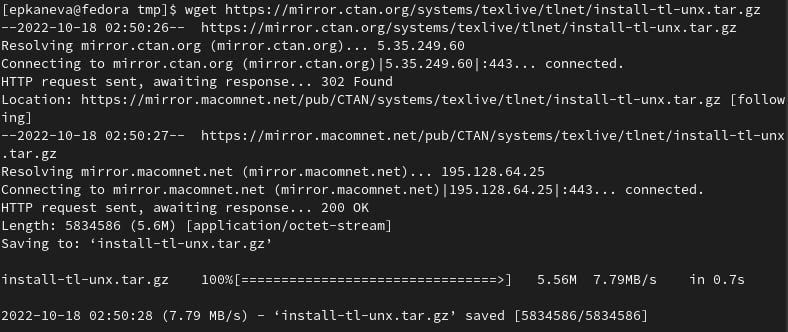 [epkaneva@fedora tmp]$ wget https://mirror.ctan.org/systems/texlive/tlnet/install-tl-unx.tar.gz
--2022-10-18 02:50:26--  https://mirror.ctan.org/systems/texlive/tlnet/install-tl-unx.tar.gz
Resolving mirror.ctan.org (mirror.ctan.org)... 5.35.249.60
Connecting to mirror.ctan.org (mirror.ctan.org)|5.35.249.60|:443... connected.
HTTP request sent, awaiting response... 302 Found
Location: https://mirror.macomnet.net/pub/CTAN/systems/texlive/tlnet/install-tl-unx.tar.gz [follow
ing]
--2022-10-18 02:50:27--  https://mirror.macomnet.net/pub/CTAN/systems/texlive/tlnet/install-tl-unx
.tar.gz
Resolving mirror.macomnet.net (mirror.macomnet.net)... 195.128.64.25
Connecting to mirror.macomnet.net (mirror.macomnet.net)|195.128.64.25|:443... connected.
HTTP request sent, awaiting response... 200 OK
Length: 5834586 (5.6M) [application/octet-stream]
Saving to: ‘install-tl-unx.tar.gz’
install-tl-unx.tar.gz    100%[================================>]   5.56M  7.79MB/s    in 0.7s
2022-10-18 02:50:28 (7.79 MB/s) - ‘install-tl-unx.tar.gz’ saved [5834586/5834586]